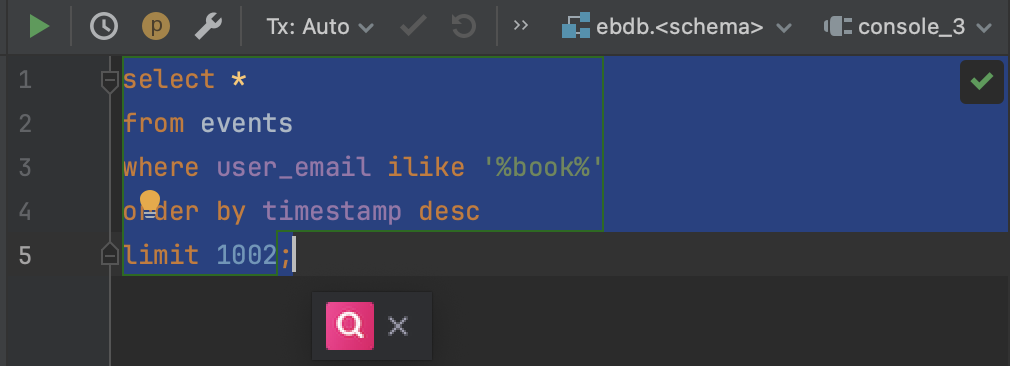 p Tx: Auto >> ebdb.<schema> console_3
1 select *
2 from events
3 where user_email ilike '%book%'
4 order by timestamp desc
5 limit 1002;
Q